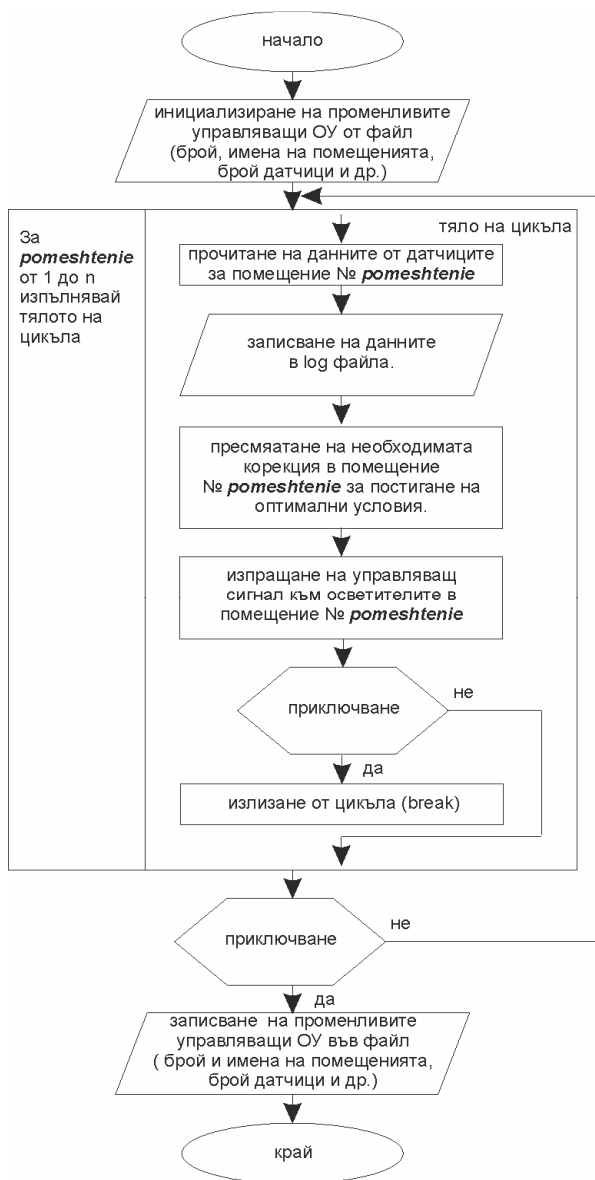 начало
инициализиране на променливите
управляващи ОУ от файл
(брой, имена на помещенията,
брой датчици и др.)
За
pomeshtenie
от 1 до n
изпълнявай
тялото на
цикъла
тяло на цикъла
прочитане на данните от датчиците
за помещение № pomeshtenie
записване на данните
в log файла.
пресмятане на необходимата
корекция в помещение
№ pomeshtenie за постигане на
оптимални условия.
изпращане на управляващ
сигнал към осветителите в
помещение № pomeshtenie
приключване
не
да
излизане от цикъла (break)
приключване
не
да
записване на променливите
управляващи ОУ във файл
( брой и имена на помещенията,
брой датчици и др.)
край